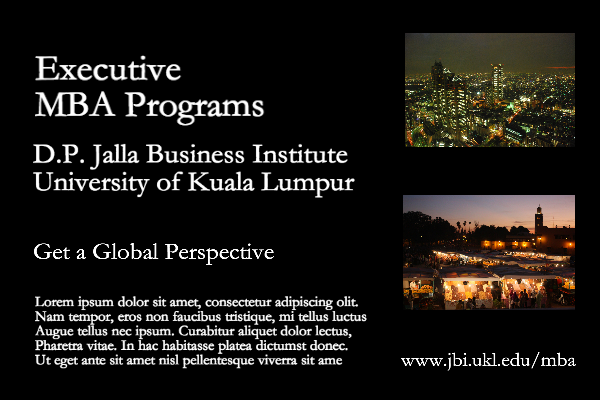 Executive
MBA Programs
D.P. Jalla Business Institute
University of Kuala Lumpur
Get a Global Perspective
Lorem ipsum dolor sit amet, consectetur adipiscing olit.
Nam tempor, eros non faucibus tristique, mi tellus luctus
Augue tellus nec ipsum. Curabitur aliquet dolor lectus,
Pharetra vitae. In hac habitasse platea dictumst donec.
Ut eget ante sit amet nisl pellentesque viverra sit ame
www.jbi.ukl.edu/mba